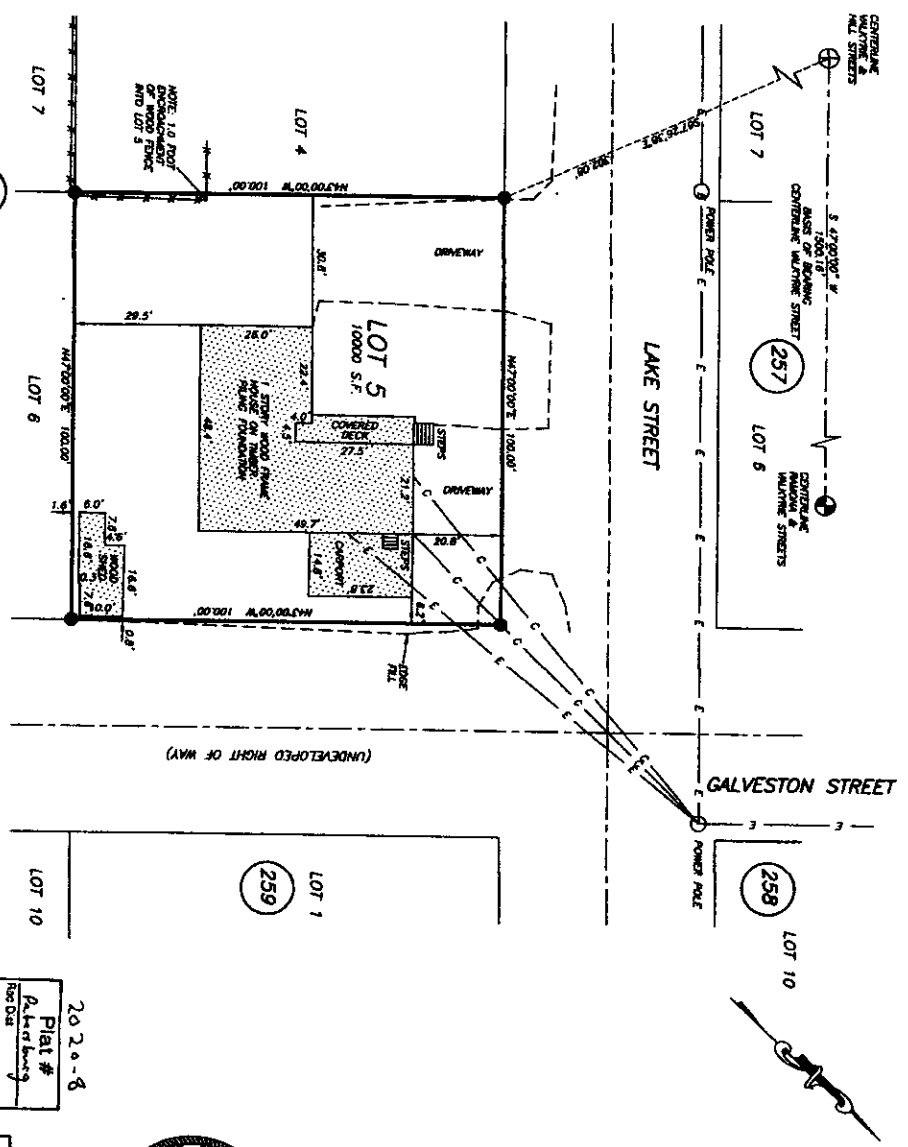 CENTERLINE
VALKYRIE &
HILL STREETS
S 47°00'00" W
1500.16'
BASIS OF BEARING
CENTERLINE VALKYRIE STREET
CENTERLINE
RAMONA &
VALKYRIE STREETS
LOT 7
257
LOT 6
258
LOT 10
POWER POLE
POWER POLE
GALVESTON STREET
LAKE STREET
(UNDEVELOPED RIGHT OF WAY)
259
LOT 1
LOT 10
LOT 7
LOT 4
LOT 6
NOTE: 1.0 FOOT
ENCROACHMENT
OF WOOD FENCE
INTO LOT 5
N43°00'00"W 100.00'
N47°00'00"E 100.00'
N43°00'00"W 100.00'
N47°00'00"E 100.00'
DRIVEWAY
30.8'
29.5'
LOT 5
10000 S.F.
26.0'
22.4'
4.0'
4.5'
COVERED
DECK
27.5'
STEPS
21.2'
DRIVEWAY
1 STORY WOOD FRAME
HOUSE ON TIMBER
PILING FOUNDATION
48.4'
49.7'
STEPS
20.8'
CARPORT
14.8'
23.8'
6.2'
1.6'
6.0'
WOOD
SHED
16.6'
0.8'
EDGE
FILL
2020-8
Plat #
Petersburg
Rec Dist